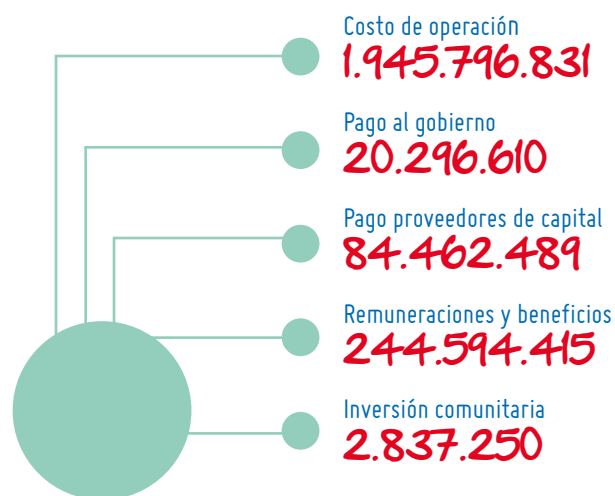 Costo de operación
1.945.796.831
Pago al gobierno
20.296.610
Pago proveedores de capital
84.462.489
Remuneraciones y beneficios
244.594.415
Inversión comunitaria
2.837.250